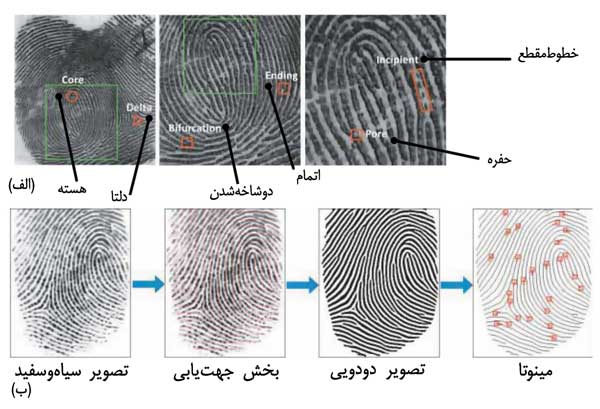 Core
Delta
هسته
دلتا
(الف)
Ending
Bifurcation
دوشاخه‌شدن
اتمام
Incipient
خطوط‌مقطع
Pore
حفره
تصویر سیاه‌وسفید
بخش جهت‌یابی
تصویر دودویی
مینوتا
(ب)